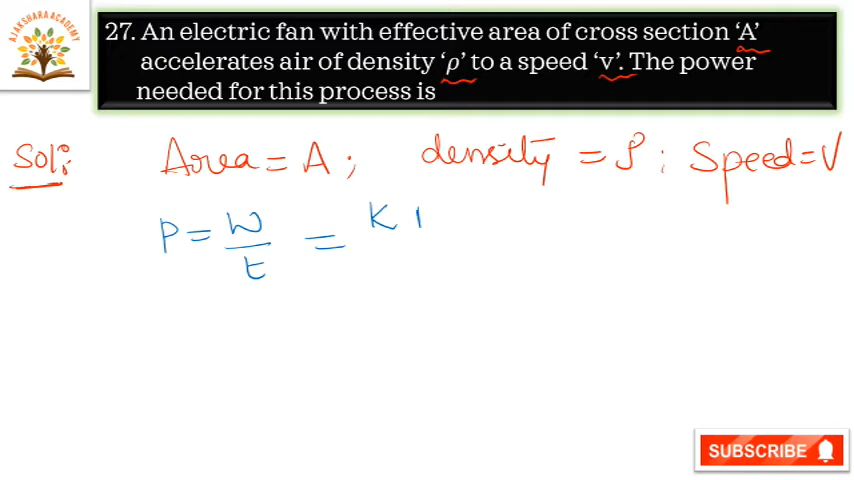 AJAKSHARA ACADEMY
27. An electric fan with effective area of cross section ‘A’
accelerates air of density ‘ρ’ to a speed ‘v’. The power
needed for this process is
Sol: Area = A ; density = ρ ; Speed = V
P = W/t = K
SUBSCRIBE